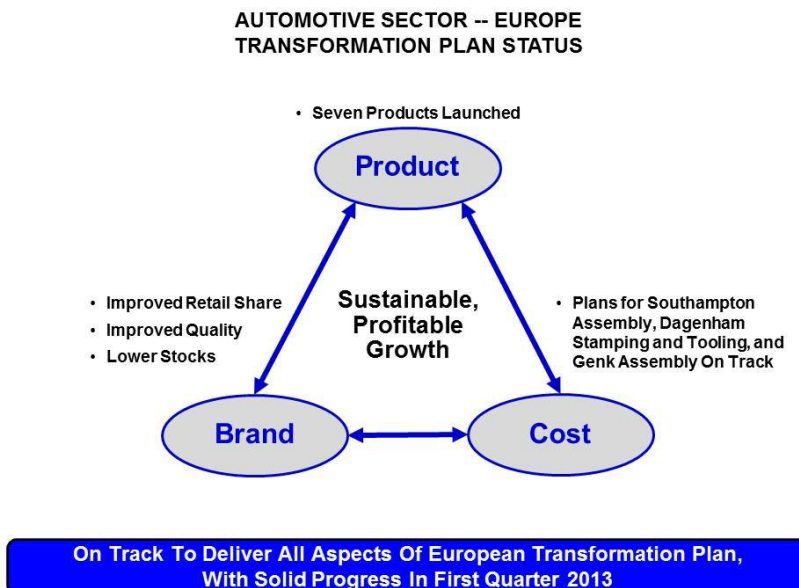 AUTOMOTIVE SECTOR -- EUROPE
TRANSFORMATION PLAN STATUS
• Seven Products Launched
Product
• Improved Retail Share
• Improved Quality
• Lower Stocks
Sustainable,
Profitable
Growth
• Plans for Southampton
Assembly, Dagenham
Stamping and Tooling, and
Genk Assembly On Track
Brand
Cost
On Track To Deliver All Aspects Of European Transformation Plan,
With Solid Progress In First Quarter 2013